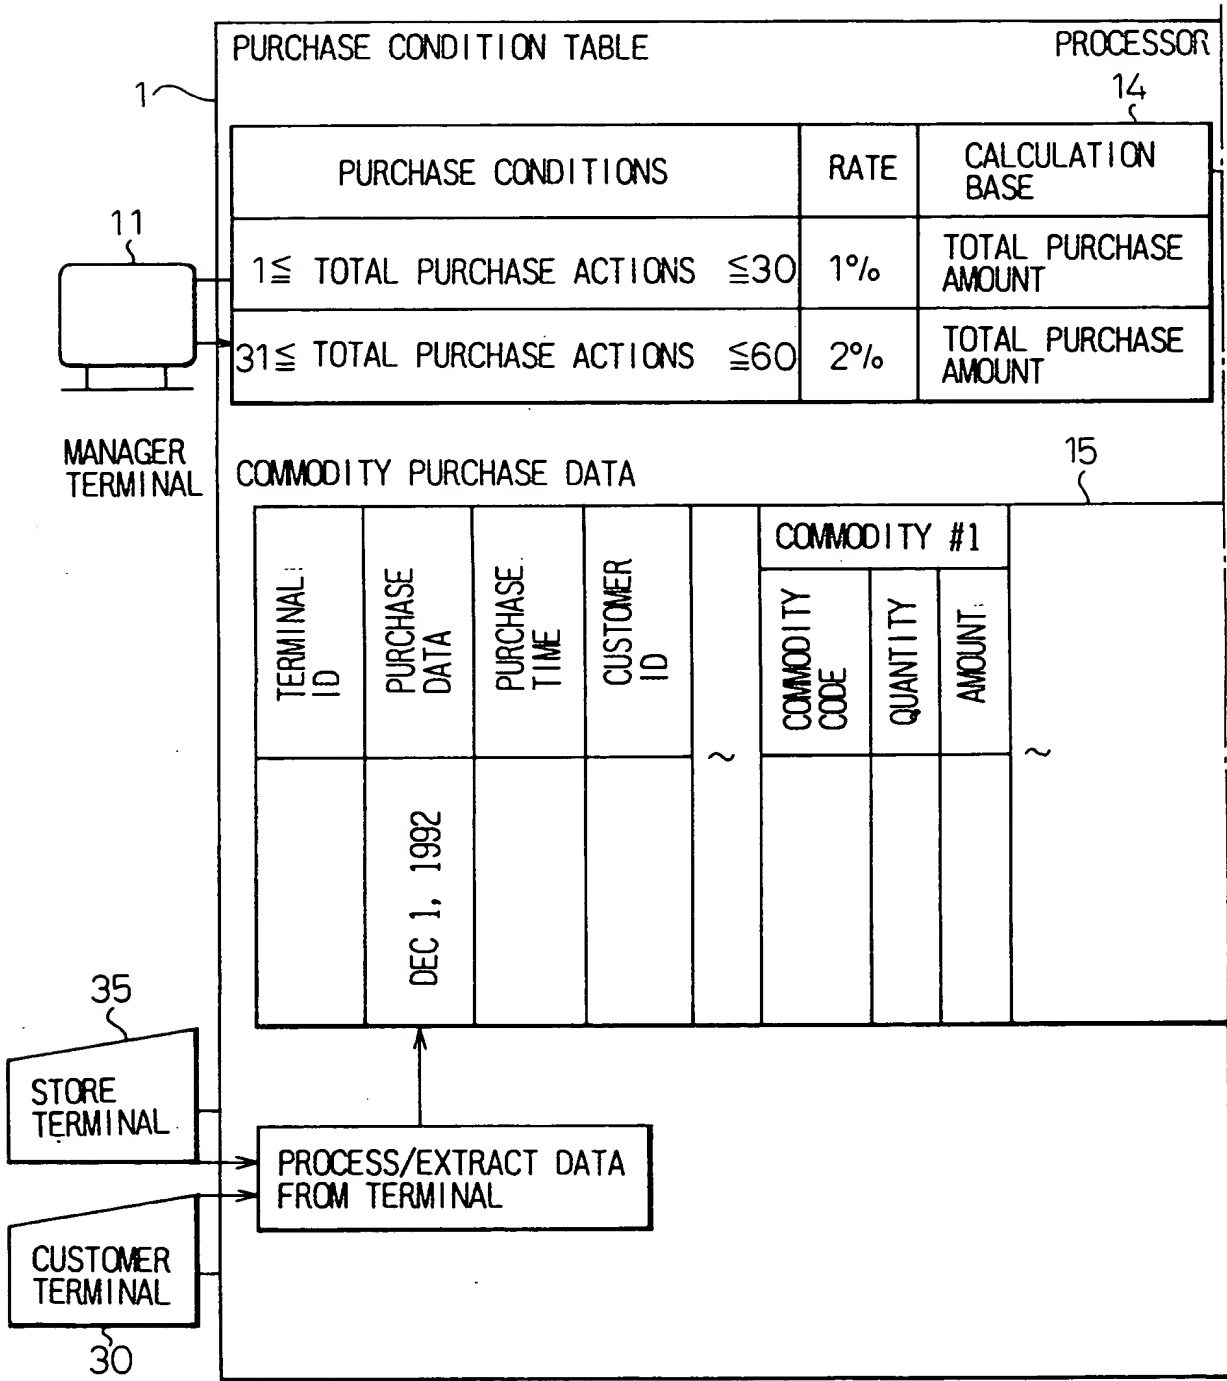 PURCHASE CONDITION TABLE
PROCESSOR
1
14
PURCHASE CONDITIONS
RATE
CALCULATION
BASE
11
1≦ TOTAL PURCHASE ACTIONS ≦30
1%
TOTAL PURCHASE
AMOUNT
31≦ TOTAL PURCHASE ACTIONS ≦60
2%
TOTAL PURCHASE
AMOUNT
MANAGER
TERMINAL
COMMODITY PURCHASE DATA
15
TERMINAL
ID
PURCHASE
DATA
PURCHASE
TIME
CUSTOMER
ID
~
COMMODITY #1
COMMODITY
CODE
QUANTITY
AMOUNT
~
DEC 1, 1992
35
STORE
TERMINAL
PROCESS/EXTRACT DATA
FROM TERMINAL
CUSTOMER
TERMINAL
30